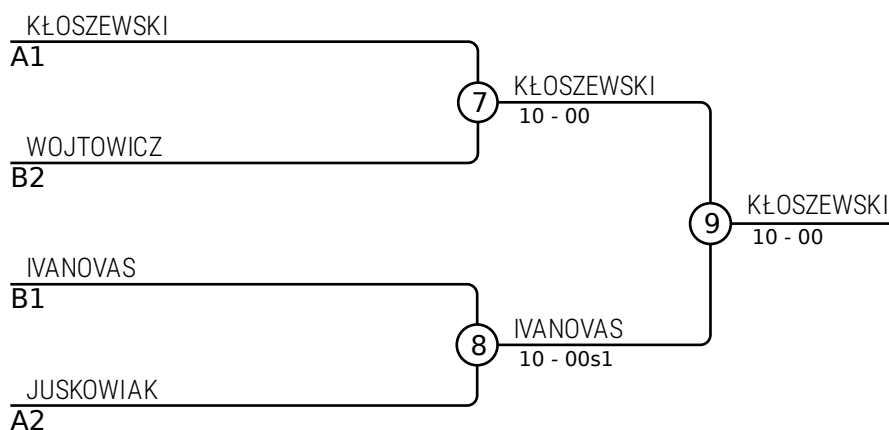 KŁOSZEWSKI
A1
7
KŁOSZEWSKI
10 - 00
WOJTOWICZ
B2
9
KŁOSZEWSKI
10 - 00
IVANOVAS
B1
8
IVANOVAS
10 - 00s1
JUSKOWIAK
A2